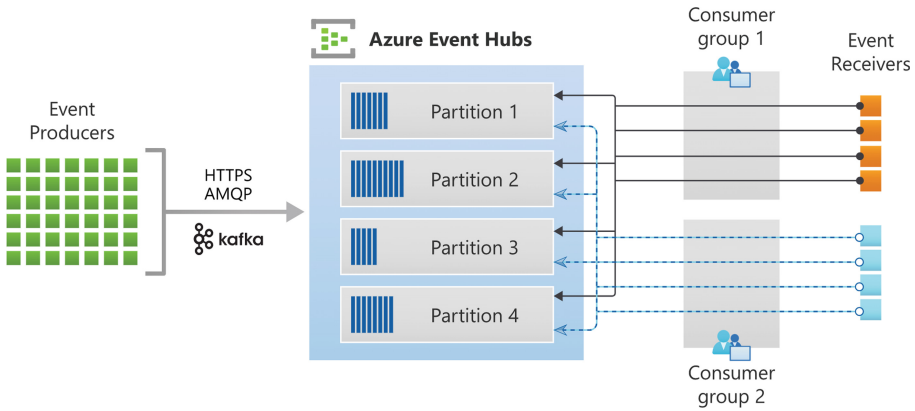 Event
Producers
HTTPS
AMQP
kafka
Azure Event Hubs
Partition 1
Partition 2
Partition 3
Partition 4
Consumer
group 1
Consumer
group 2
Event
Receivers